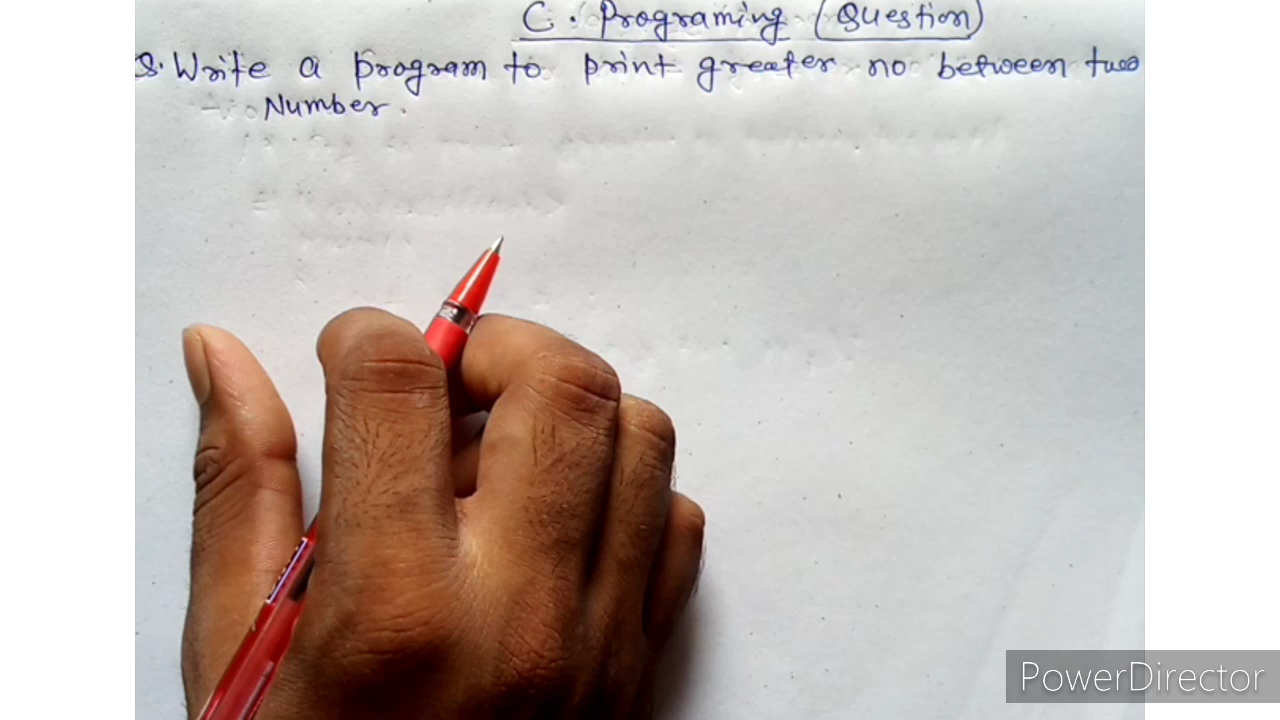 C. Programing (Question)
Q. Write a program to print greater no between two
Number.
PowerDirector